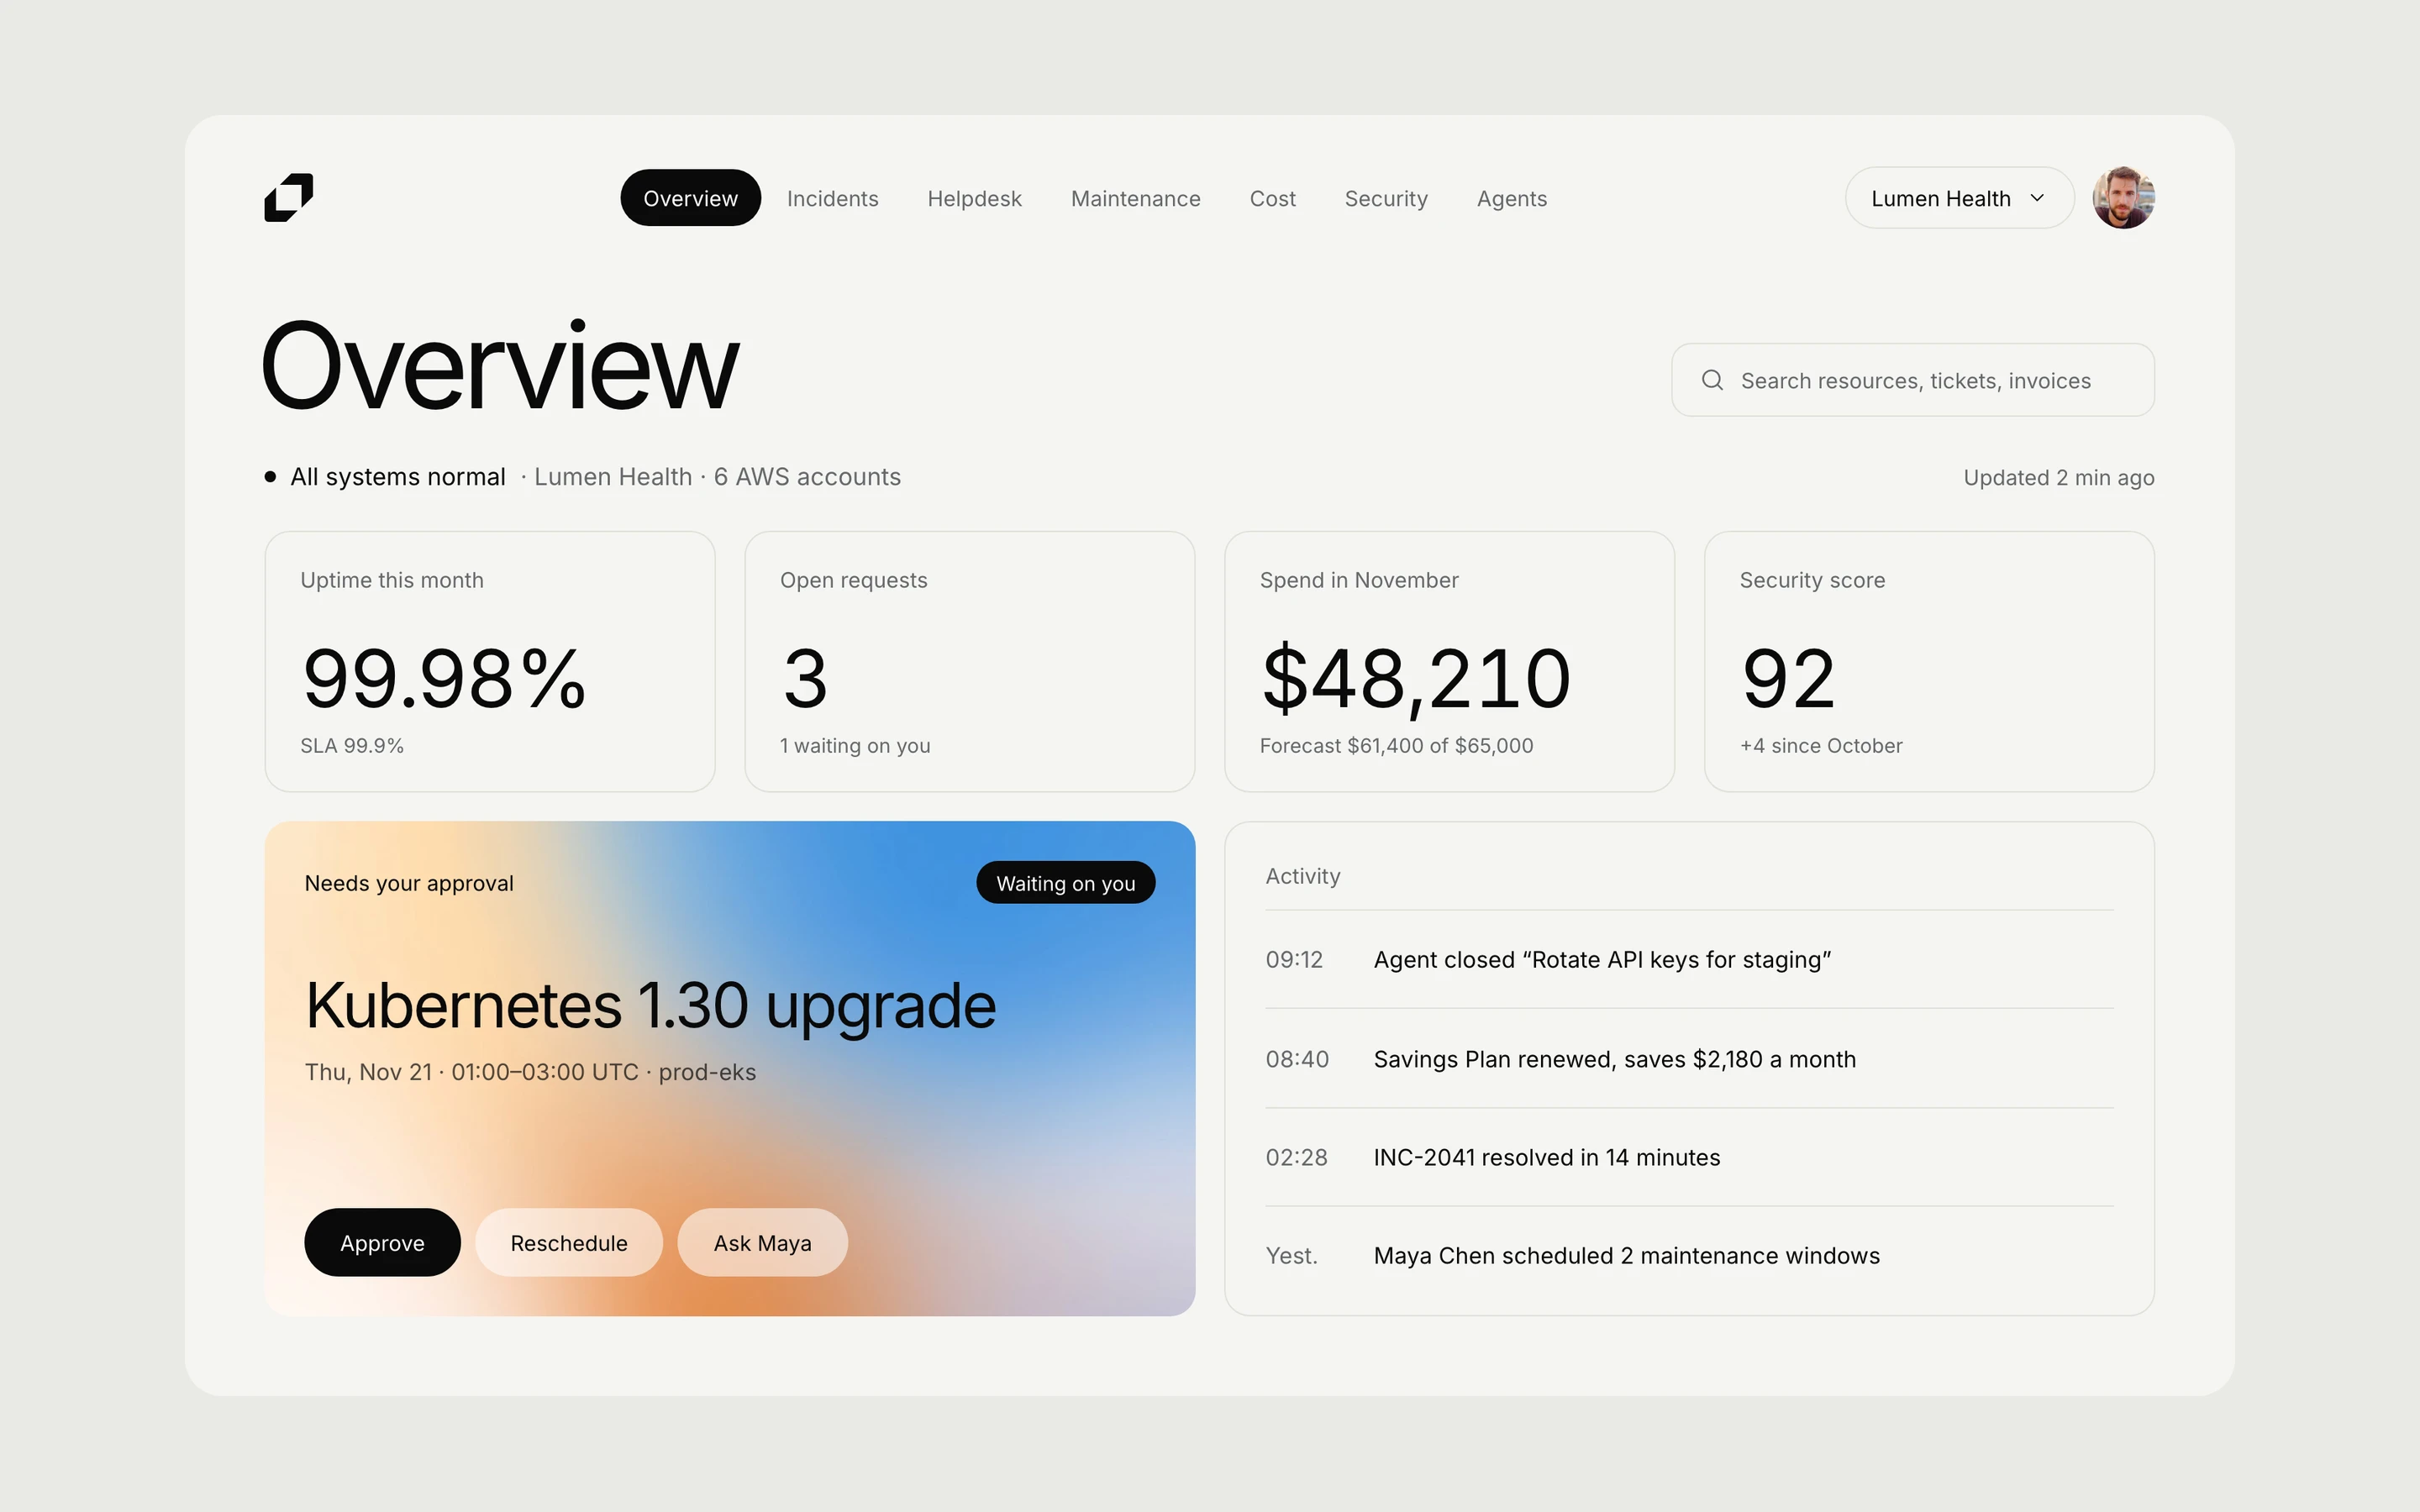 Overview
Incidents
Helpdesk
Maintenance
Cost
Security
Agents
Lumen Health
Overview
Search resources, tickets, invoices
All systems normal · Lumen Health · 6 AWS accounts
Updated 2 min ago
Uptime this month
99.98%
SLA 99.9%
Open requests
3
1 waiting on you
Spend in November
$48,210
Forecast $61,400 of $65,000
Security score
92
+4 since October
Needs your approval
Waiting on you
Kubernetes 1.30 upgrade
Thu, Nov 21 · 01:00–03:00 UTC · prod-eks
Approve
Reschedule
Ask Maya
Activity
09:12 Agent closed “Rotate API keys for staging”
08:40 Savings Plan renewed, saves $2,180 a month
02:28 INC-2041 resolved in 14 minutes
Yest. Maya Chen scheduled 2 maintenance windows